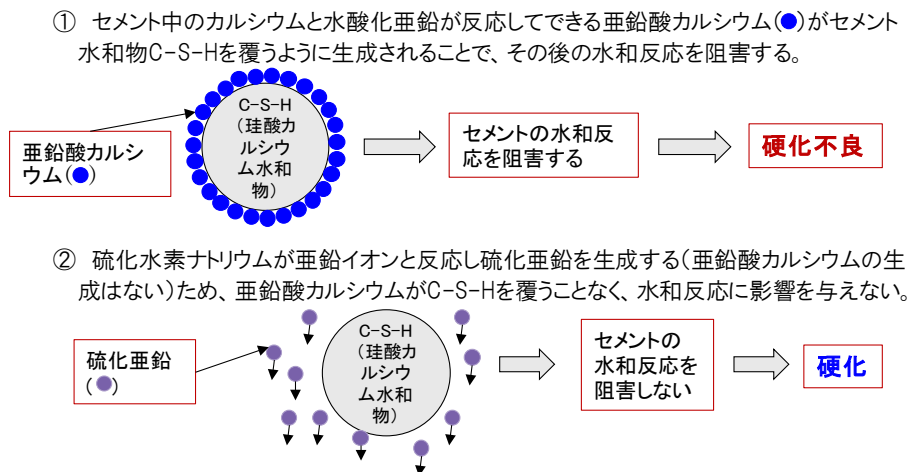 ① セメント中のカルシウムと水酸化亜鉛が反応してできる亜鉛酸カルシウム(●)がセメント
水和物C-S-Hを覆うように生成されることで、その後の水和反応を阻害する。
亜鉛酸カルシ
ウム(●)
C-S-H
(珪酸カ
ルシウ
ム水和
物)
セメントの水和反
応を阻害する
硬化不良
② 硫化水素ナトリウムが亜鉛イオンと反応し硫化亜鉛を生成する(亜鉛酸カルシウムの生
成はない)ため、亜鉛酸カルシウムがC-S-Hを覆うことなく、水和反応に影響を与えない。
硫化亜鉛
(●)
C-S-H
(珪酸カ
ルシウ
ム水和
物)
セメントの
水和反応を
阻害しない
硬化